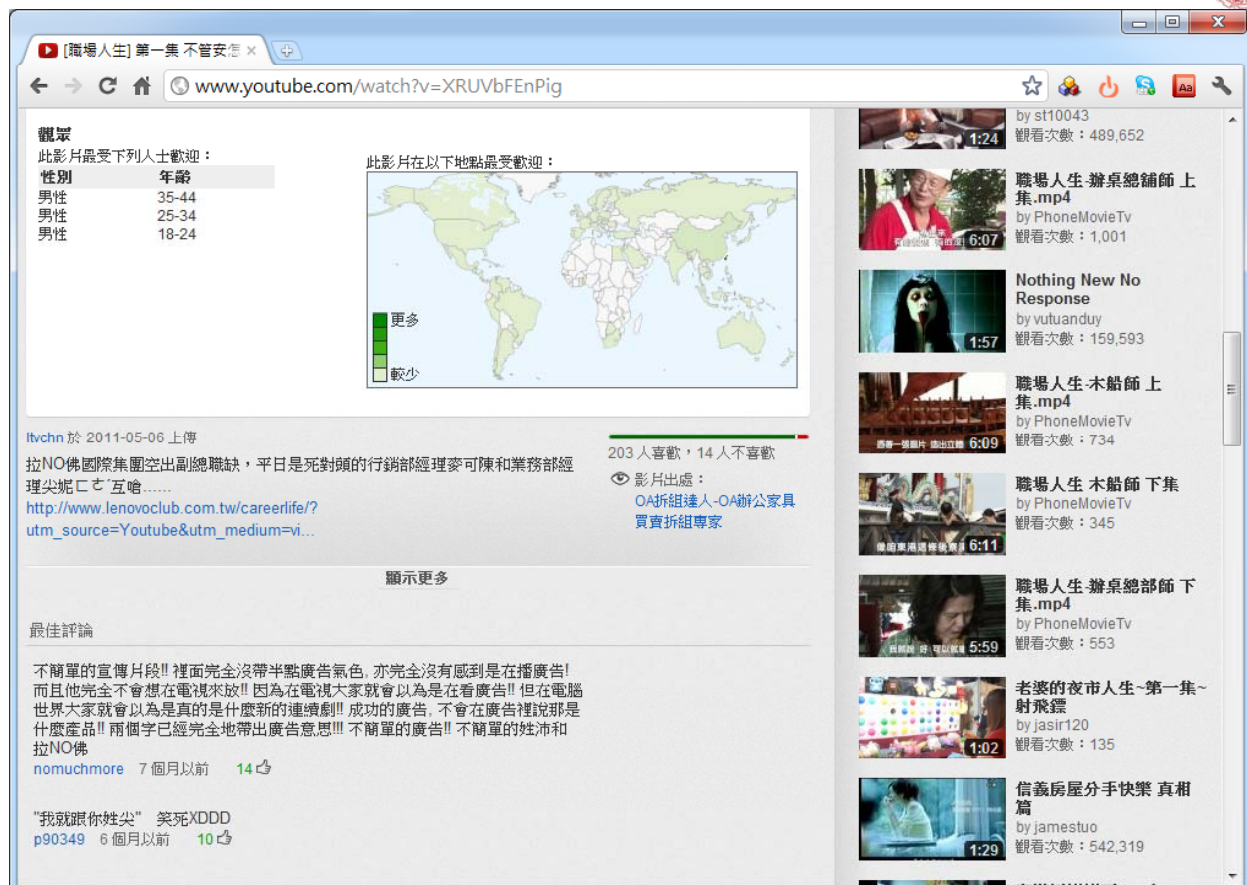 [職場人生] 第一集 不管安怎
www.youtube.com/watch?v=XRUVbFEnPig
觀眾
此影片最受下列人士歡迎：
性別 年齡
男性 35-44
男性 25-34
男性 18-24
此影片在以下地點最受歡迎：
更多
較少
ltvchn 於 2011-05-06 上傳
拉NO佛國際集團空出副總職缺，平日是死對頭的行銷部經理麥可陳和業務部經
理尖妮ㄈㄜˊ互嗆......
http://www.lenovoclub.com.tw/careerlife/?
utm_source=Youtube&utm_medium=vi...
203 人喜歡，14 人不喜歡
影片出處：
OA拆組達人-OA辦公家具
買賣拆組專家
顯示更多
最佳評論
不簡單的宣傳片段!! 裡面完全沒帶半點廣告氣色, 亦完全沒有感到是在播廣告!
而且他完全不會想在電視來放!! 因為在電視大家就會以為是在看廣告!! 但在電腦
世界大家就會以為是真的是什麼新的連續劇!! 成功的廣告, 不會在廣告裡說那是
什麼產品!! 兩個字已經完全地帶出廣告意思!!! 不簡單的廣告!! 不簡單的姓沛和
拉NO佛
nomuchmore 7 個月以前 14
"我就跟你姓尖" 笑死XDDD
p90349 6 個月以前 10
by st10043
1:24
觀看次數：489,652
職場人生-辦桌總舖師 上
集.mp4
by PhoneMovieTv
6:07
觀看次數：1,001
Nothing New No
Response
by vutuanduy
1:57
觀看次數：159,593
職場人生-木船師 上
集.mp4
by PhoneMovieTv
憑著一張圖片 造出立體
6:09
觀看次數：734
職場人生 木船師 下集
by PhoneMovieTv
觀看次數：345
6:11
職場人生-辦桌總部師 下
集.mp4
by PhoneMovieTv
5:59
觀看次數：553
老婆的夜市人生~第一集~
射飛鏢
by jasir120
1:02
觀看次數：135
信義房屋分手快樂 真相
篇
by jamestuo
1:29
觀看次數：542,319